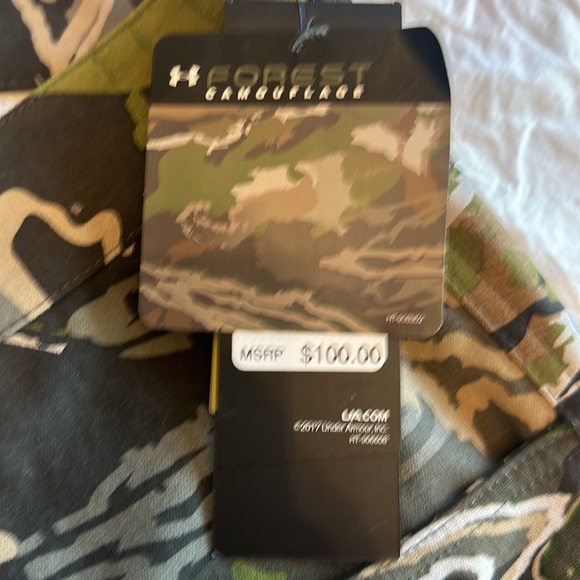 FOREST
CAMOUFLAGE
MSRP $100.00
UA.COM
©2017 Under Armour, Inc.